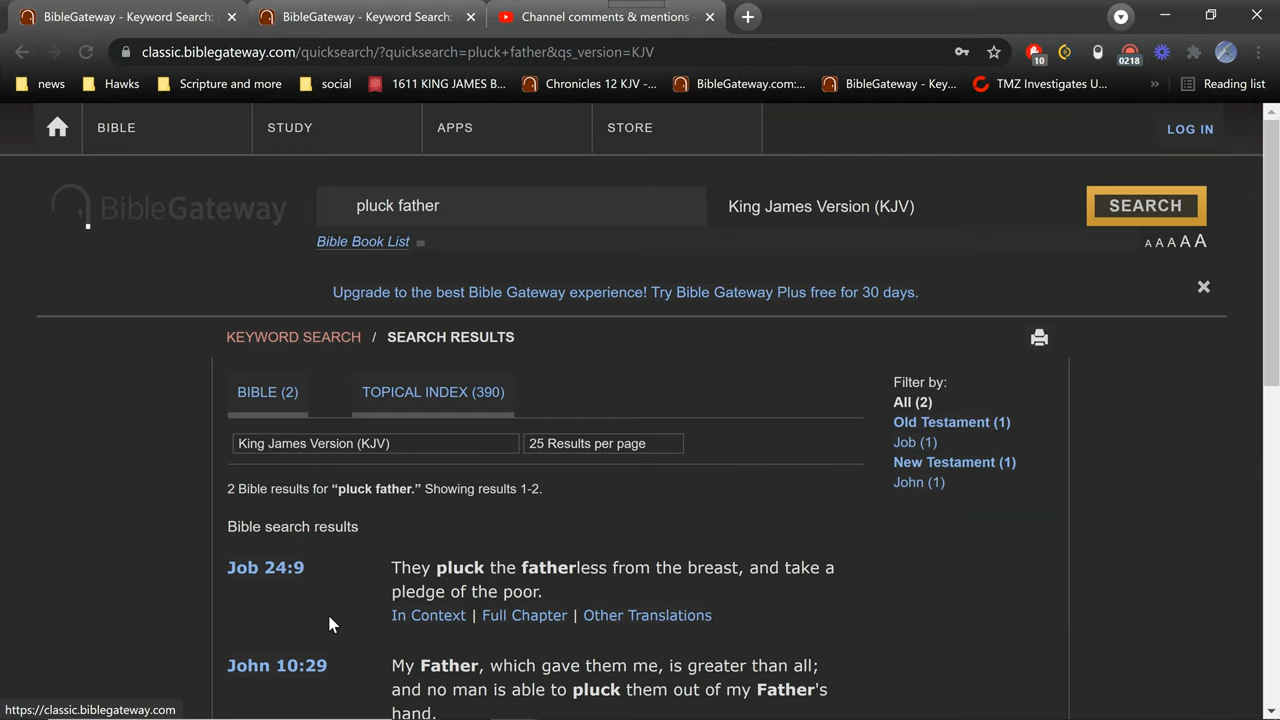 BibleGateway - Keyword Search:
BibleGateway - Keyword Search:
Channel comments & mentions
classic.biblegateway.com/quicksearch/?quicksearch=pluck+father&qs_version=KJV
10
0218
news
Hawks
Scripture and more
social
1611 KING JAMES B...
Chronicles 12 KJV -...
BibleGateway.com:...
BibleGateway - Key...
TMZ Investigates U...
»
Reading list
BIBLE
STUDY
APPS
STORE
LOG IN
BibleGateway
pluck father
King James Version (KJV)
SEARCH
Bible Book List
A A A A A
Upgrade to the best Bible Gateway experience! Try Bible Gateway Plus free for 30 days.
KEYWORD SEARCH / SEARCH RESULTS
BIBLE (2)
TOPICAL INDEX (390)
Filter by:
All (2)
Old Testament (1)
Job (1)
New Testament (1)
John (1)
King James Version (KJV)
25 Results per page
2 Bible results for “pluck father.” Showing results 1-2.
Bible search results
Job 24:9
They pluck the fatherless from the breast, and take a
pledge of the poor.
In Context | Full Chapter | Other Translations
John 10:29
My Father, which gave them me, is greater than all;
and no man is able to pluck them out of my Father's
hand.
https://classic.biblegateway.com